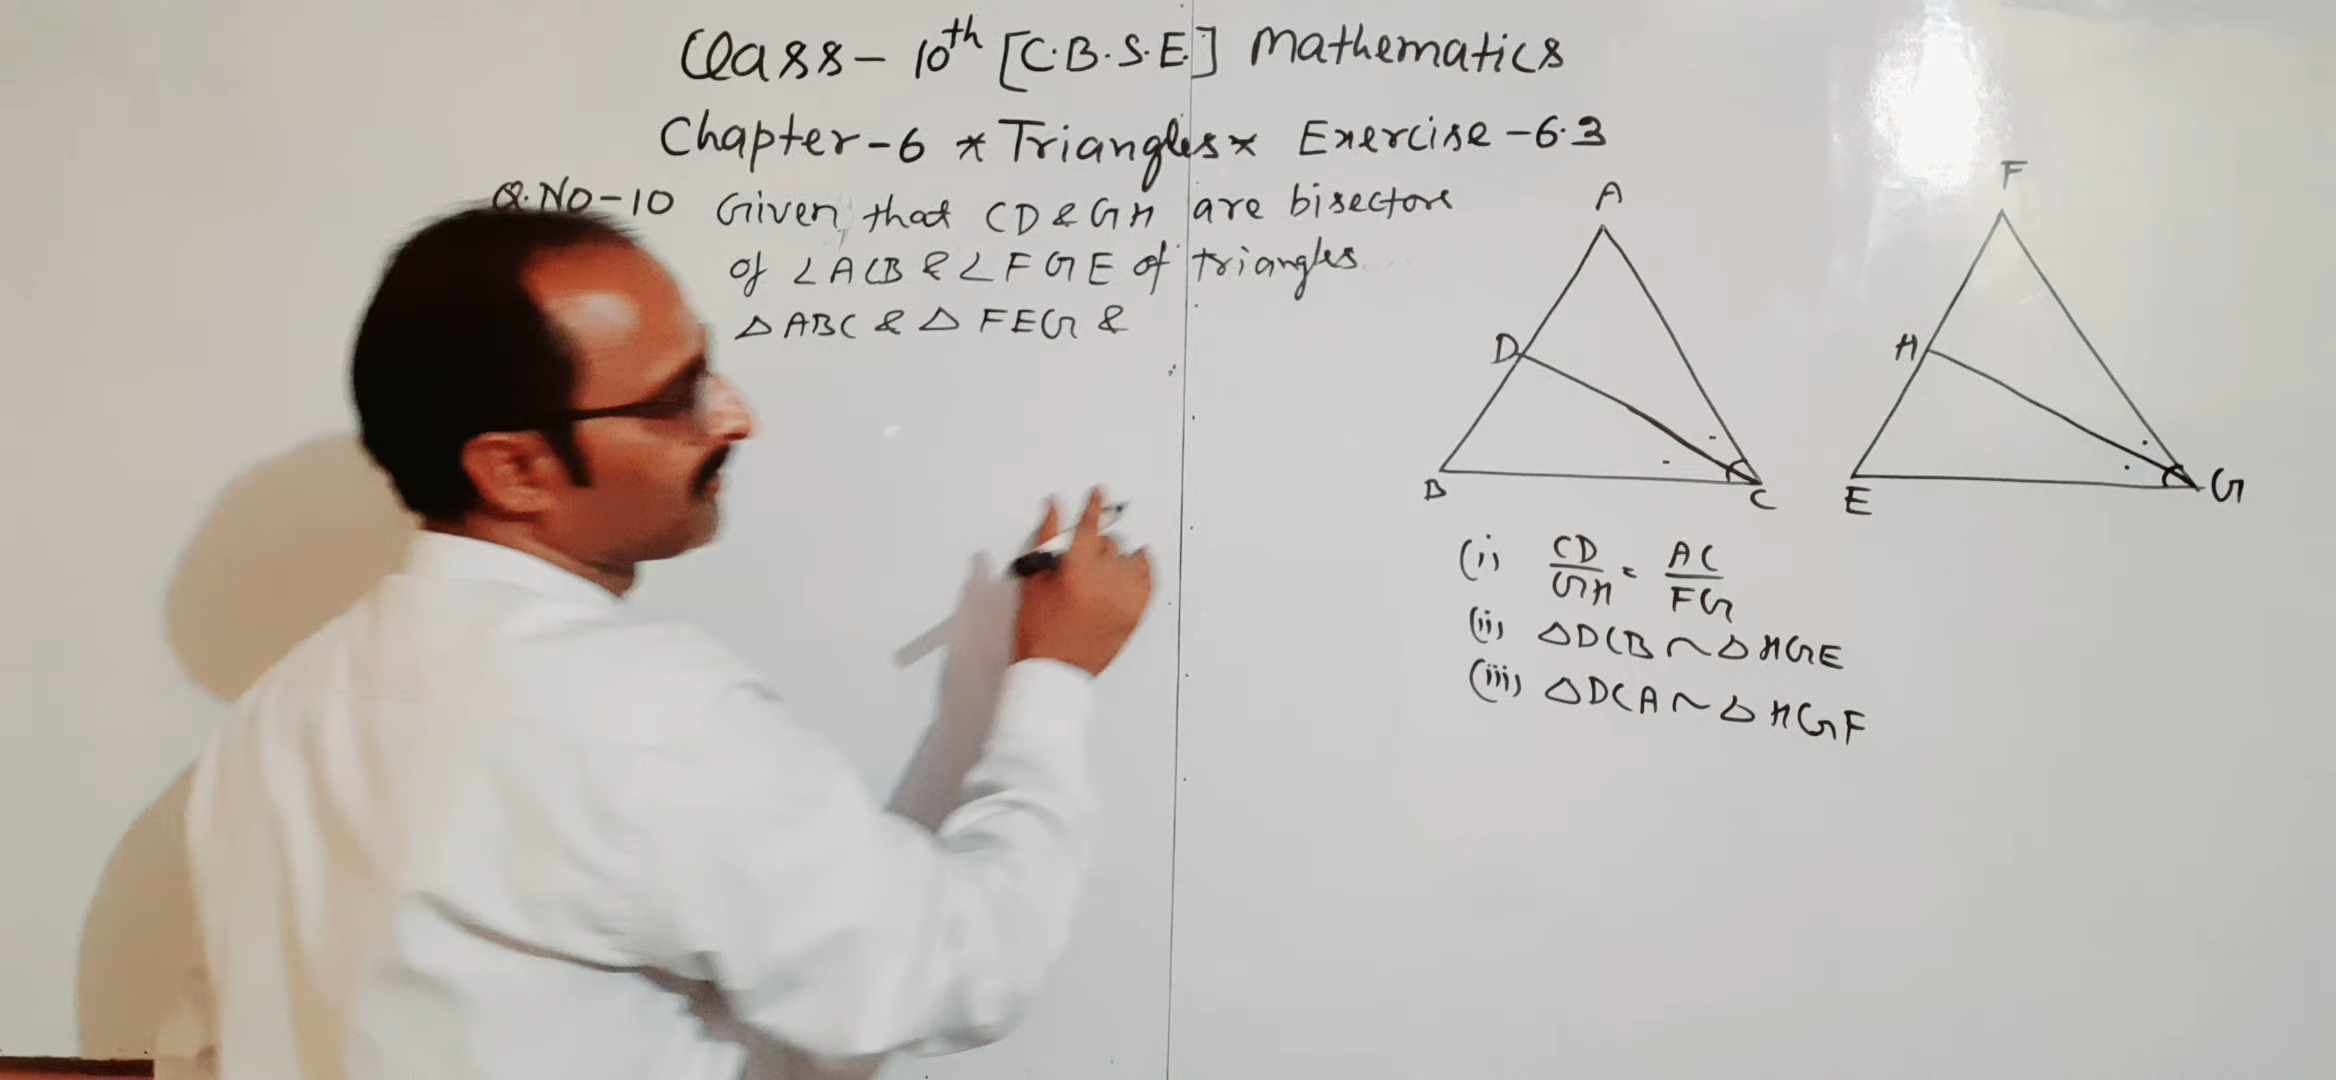 Class - 10th [C.B.S.E.] Mathematics
Chapter-6 * Triangles * Exercise-6.3
Q.NO-10 Given that CD & GH are bisectors
of ∠ACB & ∠FGE of triangles
△ABC & △FEG &
A
F
D
H
B
C
E
G
(i) CD/GH = AC/FG
(ii) △DCB ~ △HGE
(iii) △DCA ~ △HGF